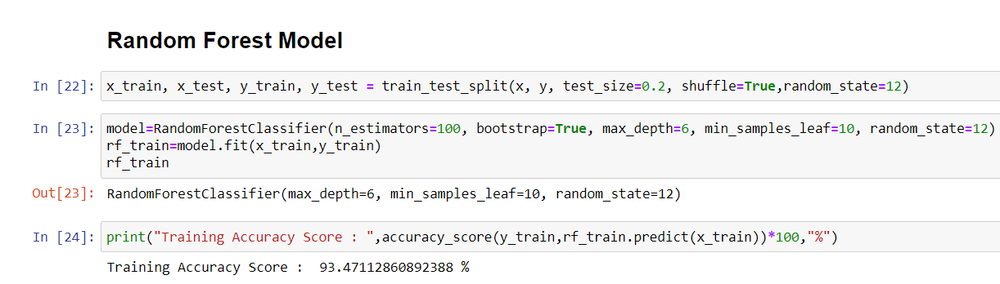 Random Forest Model
In [22]: x_train, x_test, y_train, y_test = train_test_split(x, y, test_size=0.2, shuffle=True,random_state=12)
In [23]: model=RandomForestClassifier(n_estimators=100, bootstrap=True, max_depth=6, min_samples_leaf=10, random_state=12)
rf_train=model.fit(x_train,y_train)
rf_train
Out[23]: RandomForestClassifier(max_depth=6, min_samples_leaf=10, random_state=12)
In [24]: print("Training Accuracy Score : ",accuracy_score(y_train,rf_train.predict(x_train))*100,"%")
Training Accuracy Score :  93.47112860892388 %